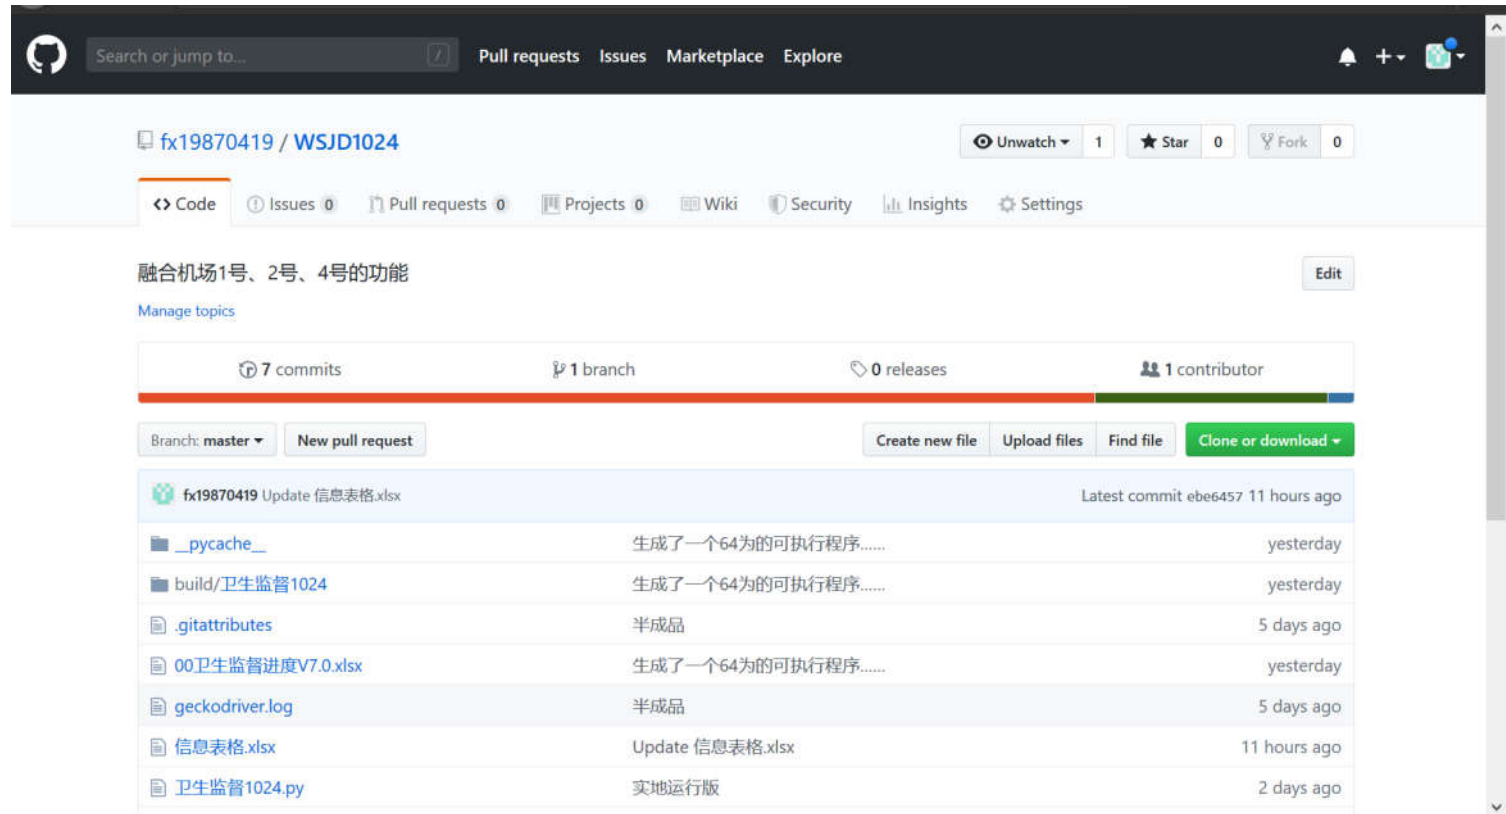 Search or jump to... /
Pull requests Issues Marketplace Explore
fx19870419 / WSJD1024
Unwatch 1 Star 0 Fork 0
Code Issues 0 Pull requests 0 Projects 0 Wiki Security Insights Settings
融合机场1号、2号、4号的功能
Edit
Manage topics
7 commits 1 branch 0 releases 1 contributor
Branch: master New pull request Create new file Upload files Find file Clone or download
fx19870419 Update 信息表格.xlsx Latest commit ebe6457 11 hours ago
__pycache__ 生成了一个64为的可执行程序...... yesterday
build/卫生监督1024 生成了一个64为的可执行程序...... yesterday
.gitattributes 半成品 5 days ago
00卫生监督进度V7.0.xlsx 生成了一个64为的可执行程序...... yesterday
geckodriver.log 半成品 5 days ago
信息表格.xlsx Update 信息表格.xlsx 11 hours ago
卫生监督1024.py 实地运行版 2 days ago